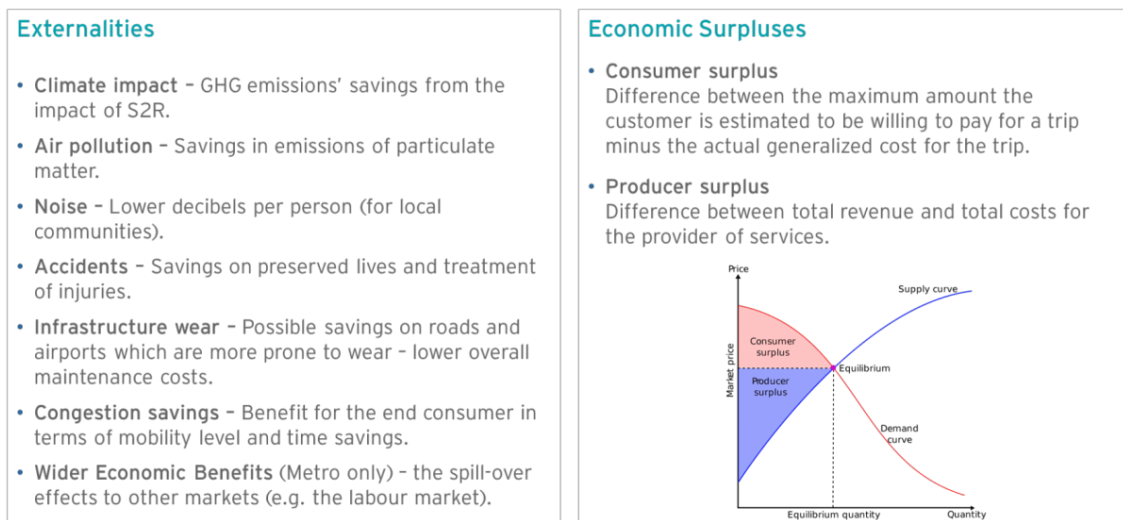 Externalities
• Climate impact – GHG emissions' savings from the
impact of S2R.
• Air pollution – Savings in emissions of particulate
matter.
• Noise – Lower decibels per person (for local
communities).
• Accidents – Savings on preserved lives and treatment
of injuries.
• Infrastructure wear – Possible savings on roads and
airports which are more prone to wear – lower overall
maintenance costs.
• Congestion savings – Benefit for the end consumer in
terms of mobility level and time savings.
• Wider Economic Benefits (Metro only) – the spill-over
effects to other markets (e.g. the labour market).
Economic Surpluses
• Consumer surplus
Difference between the maximum amount the
customer is estimated to be willing to pay for a trip
minus the actual generalized cost for the trip.
• Producer surplus
Difference between total revenue and total costs for
the provider of services.
Price
Supply curve
Consumer
surplus
Market price
Equilibrium
Producer
surplus
Demand
curve
Equilibrium quantity
Quantity